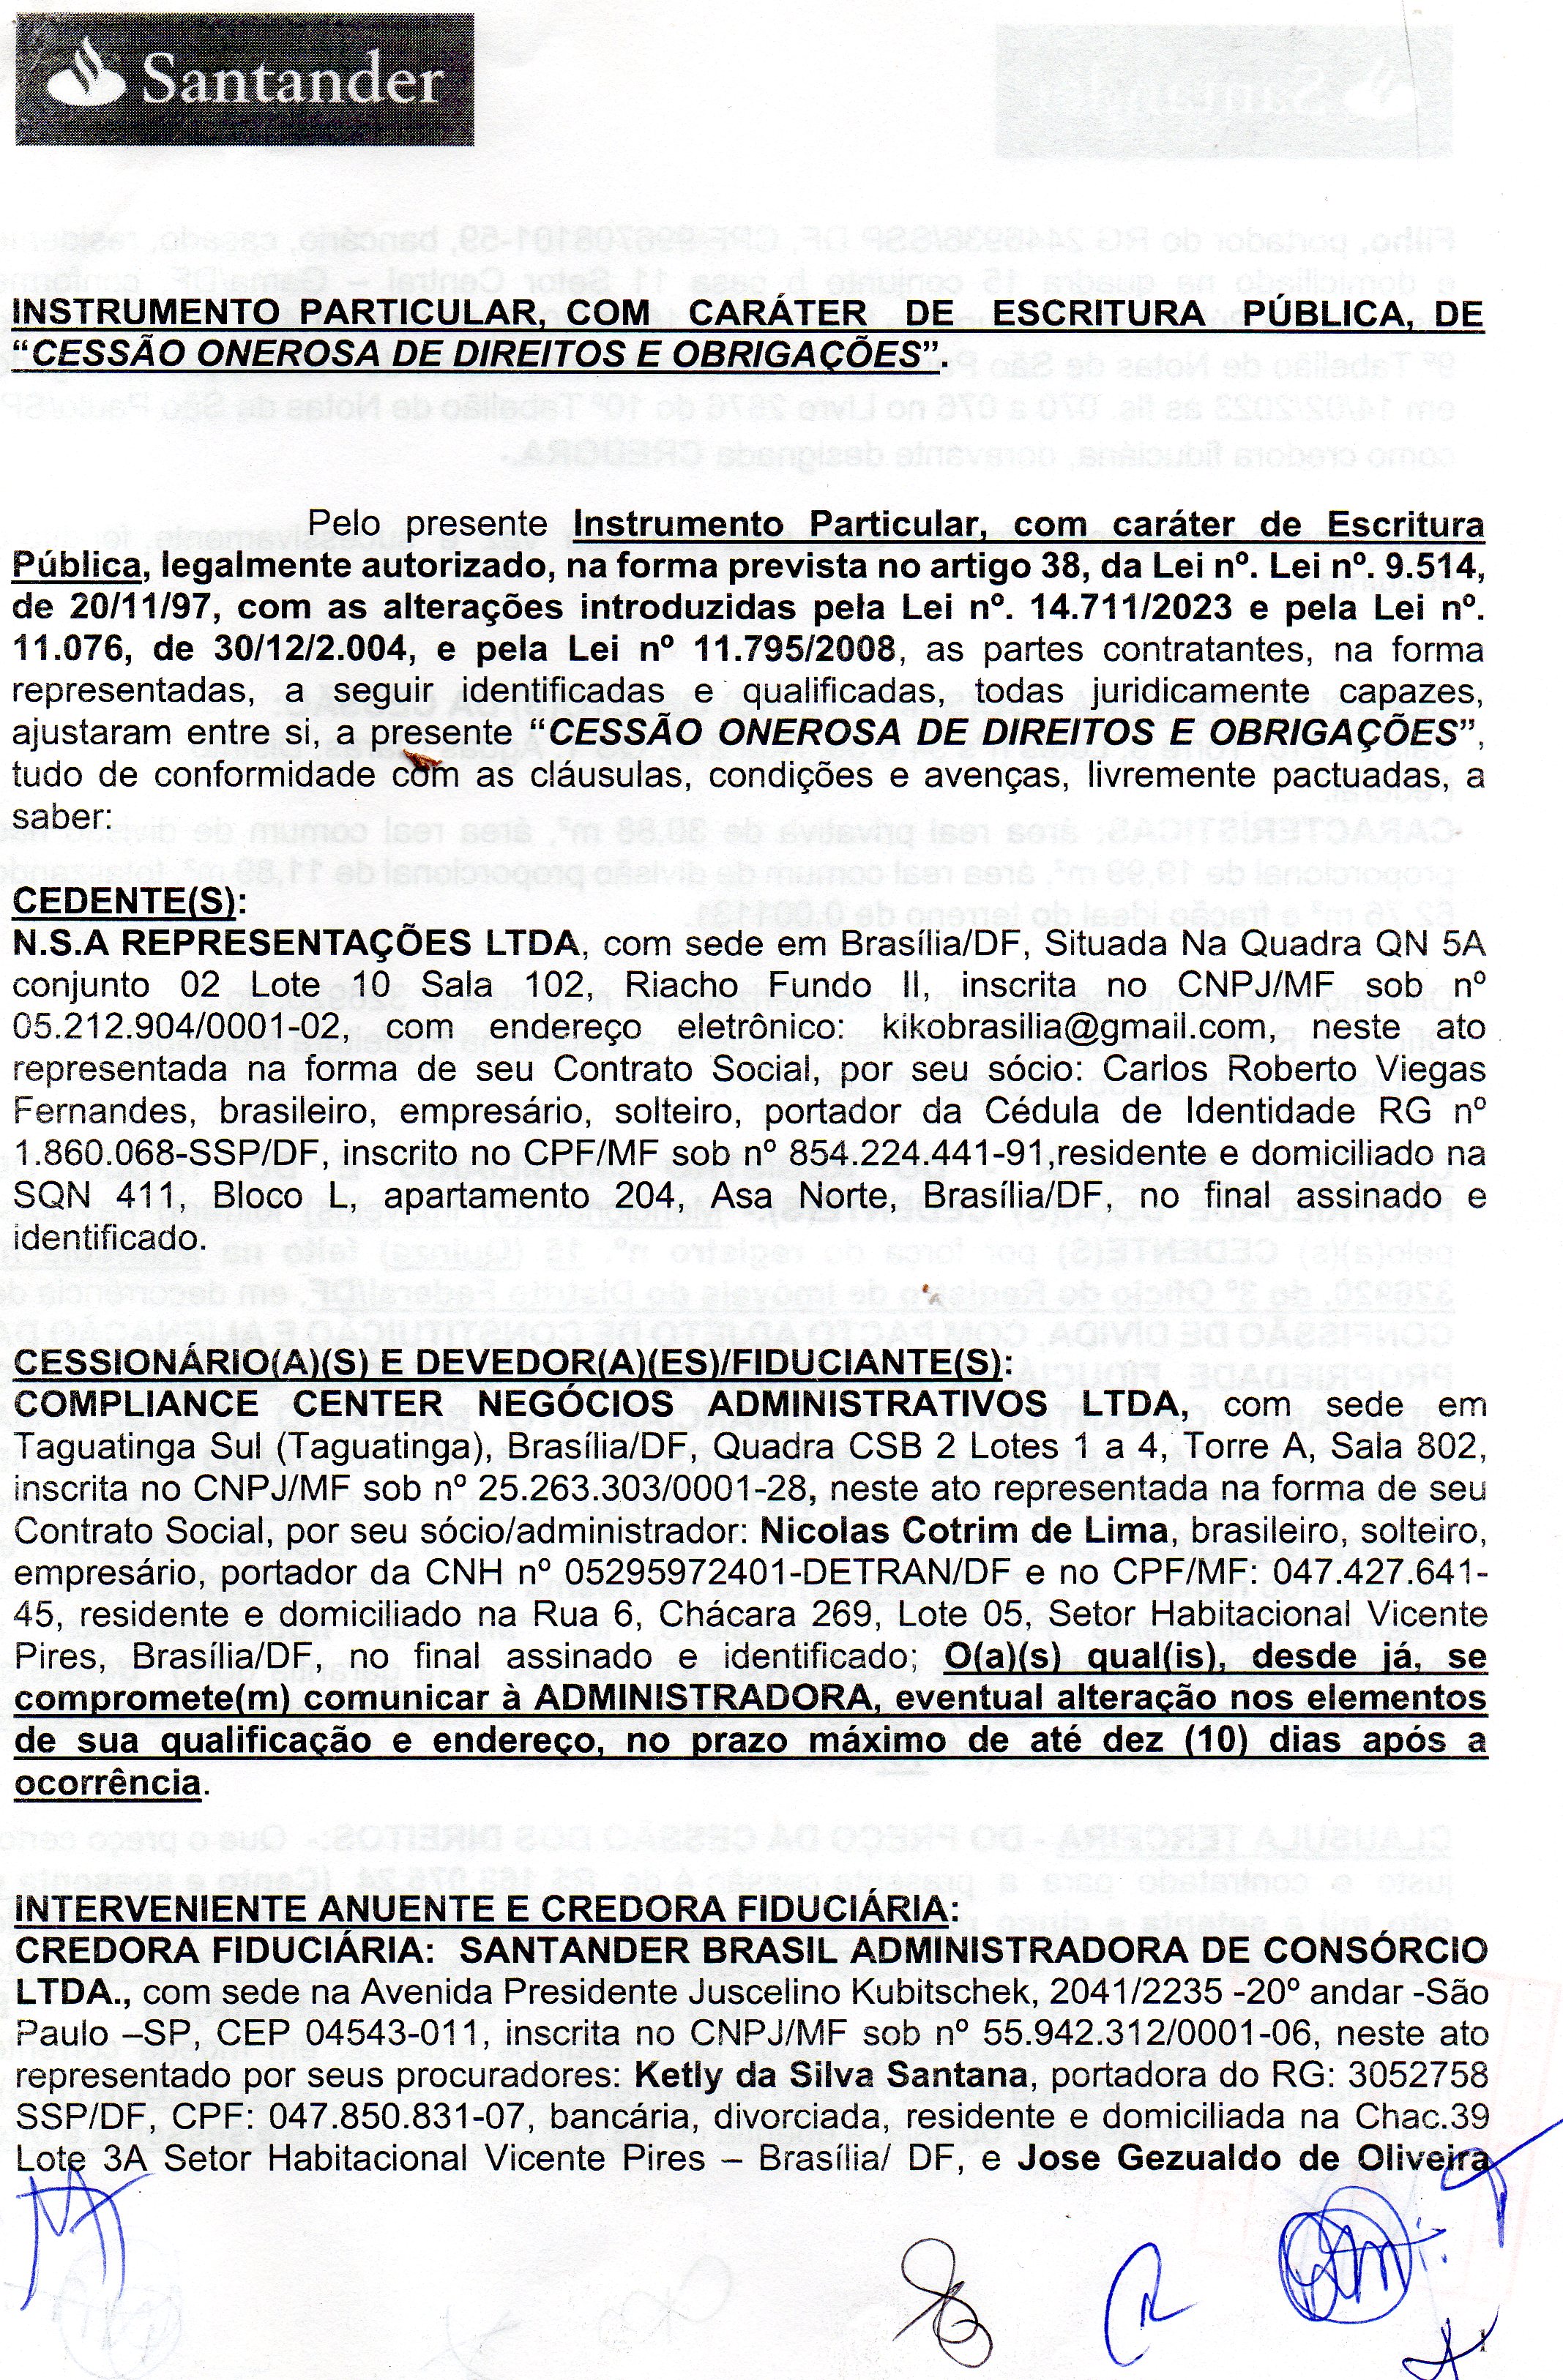 Santander
INSTRUMENTO PARTICULAR, COM CARÁTER DE ESCRITURA PÚBLICA, DE
“CESSÃO ONEROSA DE DIREITOS E OBRIGAÇÕES”.
Pelo presente Instrumento Particular, com caráter de Escritura
Pública, legalmente autorizado, na forma prevista no artigo 38, da Lei nº. Lei nº. 9.514,
de 20/11/97, com as alterações introduzidas pela Lei nº. 14.711/2023 e pela Lei nº.
11.076, de 30/12/2.004, e pela Lei nº 11.795/2008, as partes contratantes, na forma
representadas, a seguir identificadas e qualificadas, todas juridicamente capazes,
ajustaram entre si, a presente “CESSÃO ONEROSA DE DIREITOS E OBRIGAÇÕES”,
tudo de conformidade com as cláusulas, condições e avenças, livremente pactuadas, a
saber:
CEDENTE(S):
N.S.A REPRESENTAÇÕES LTDA, com sede em Brasília/DF, Situada Na Quadra QN 5A
conjunto 02 Lote 10 Sala 102, Riacho Fundo II, inscrita no CNPJ/MF sob nº
05.212.904/0001-02, com endereço eletrônico: kikobrasilia@gmail.com, neste ato
representada na forma de seu Contrato Social, por seu sócio: Carlos Roberto Viegas
Fernandes, brasileiro, empresário, solteiro, portador da Cédula de Identidade RG nº
1.860.068-SSP/DF, inscrito no CPF/MF sob nº 854.224.441-91,residente e domiciliado na
SQN 411, Bloco L, apartamento 204, Asa Norte, Brasília/DF, no final assinado e
identificado.
CESSIONÁRIO(A)(S) E DEVEDOR(A)(ES)/FIDUCIANTE(S):
COMPLIANCE CENTER NEGÓCIOS ADMINISTRATIVOS LTDA, com sede em
Taguatinga Sul (Taguatinga), Brasília/DF, Quadra CSB 2 Lotes 1 a 4, Torre A, Sala 802,
inscrita no CNPJ/MF sob nº 25.263.303/0001-28, neste ato representada na forma de seu
Contrato Social, por seu sócio/administrador: Nicolas Cotrim de Lima, brasileiro, solteiro,
empresário, portador da CNH nº 05295972401-DETRAN/DF e no CPF/MF: 047.427.641-
45, residente e domiciliado na Rua 6, Chácara 269, Lote 05, Setor Habitacional Vicente
Pires, Brasília/DF, no final assinado e identificado; O(a)(s) qual(is), desde já, se
compromete(m) comunicar à ADMINISTRADORA, eventual alteração nos elementos
de sua qualificação e endereço, no prazo máximo de até dez (10) dias após a
ocorrência.
INTERVENIENTE ANUENTE E CREDORA FIDUCIÁRIA:
CREDORA FIDUCIÁRIA: SANTANDER BRASIL ADMINISTRADORA DE CONSÓRCIO
LTDA., com sede na Avenida Presidente Juscelino Kubitschek, 2041/2235 -20º andar -São
Paulo –SP, CEP 04543-011, inscrita no CNPJ/MF sob nº 55.942.312/0001-06, neste ato
representado por seus procuradores: Ketly da Silva Santana, portadora do RG: 3052758
SSP/DF, CPF: 047.850.831-07, bancária, divorciada, residente e domiciliada na Chac.39
Lote 3A Setor Habitacional Vicente Pires – Brasília/ DF, e Jose Gezualdo de Oliveira
1